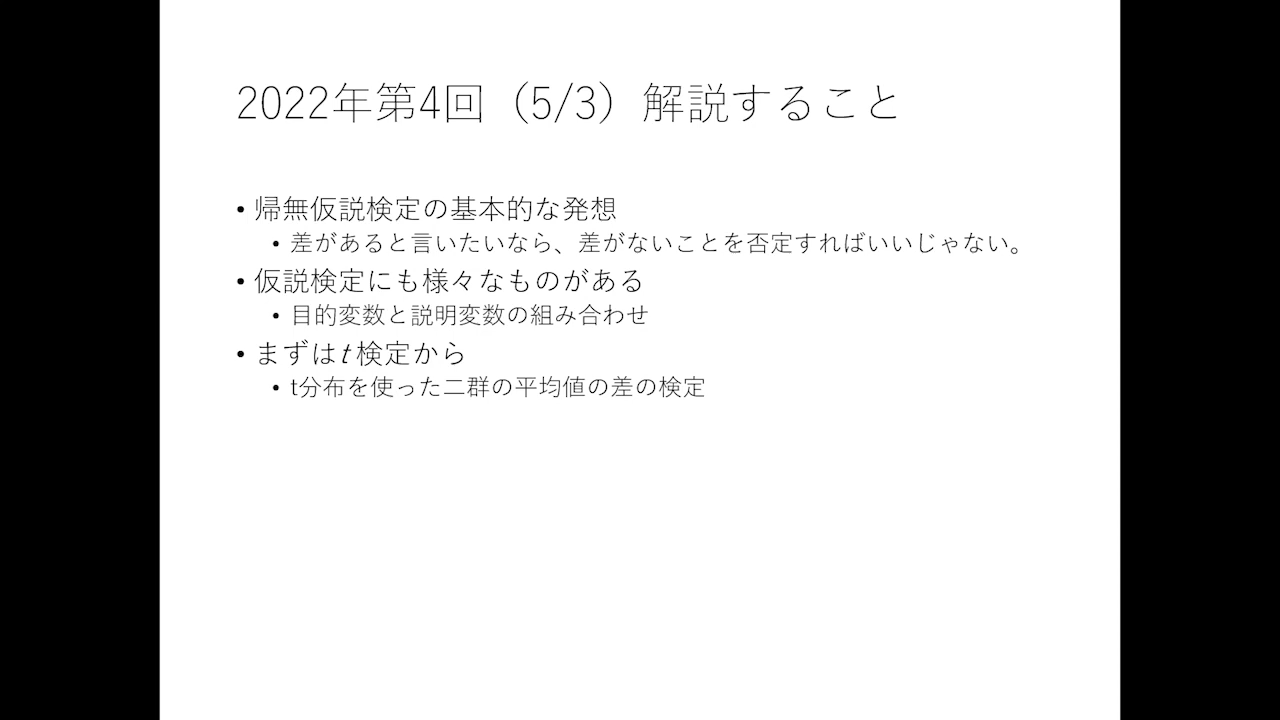 2022年第4回（5/3）解説すること
• 帰無仮説検定の基本的な発想
• 差があると言いたいなら、差がないことを否定すればいいじゃない。
• 仮説検定にも様々なものがある
• 目的変数と説明変数の組み合わせ
• まずはt検定から
• t分布を使った二群の平均値の差の検定